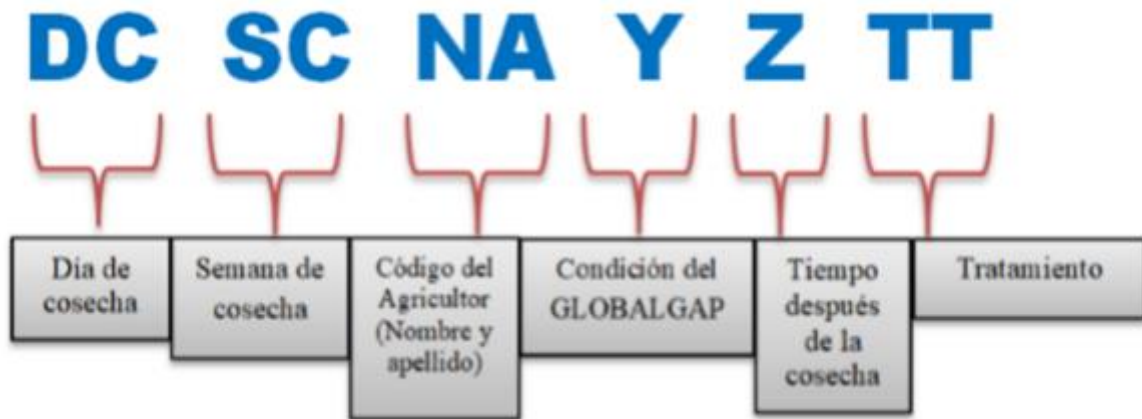 DC SC NA Y Z TT
Día de
cosecha
Semana de
cosecha
Código del
Agricultor
(Nombre y
apellido)
Condición del
GLOBALGAP
Tiempo
después
de la
cosecha
Tratamiento